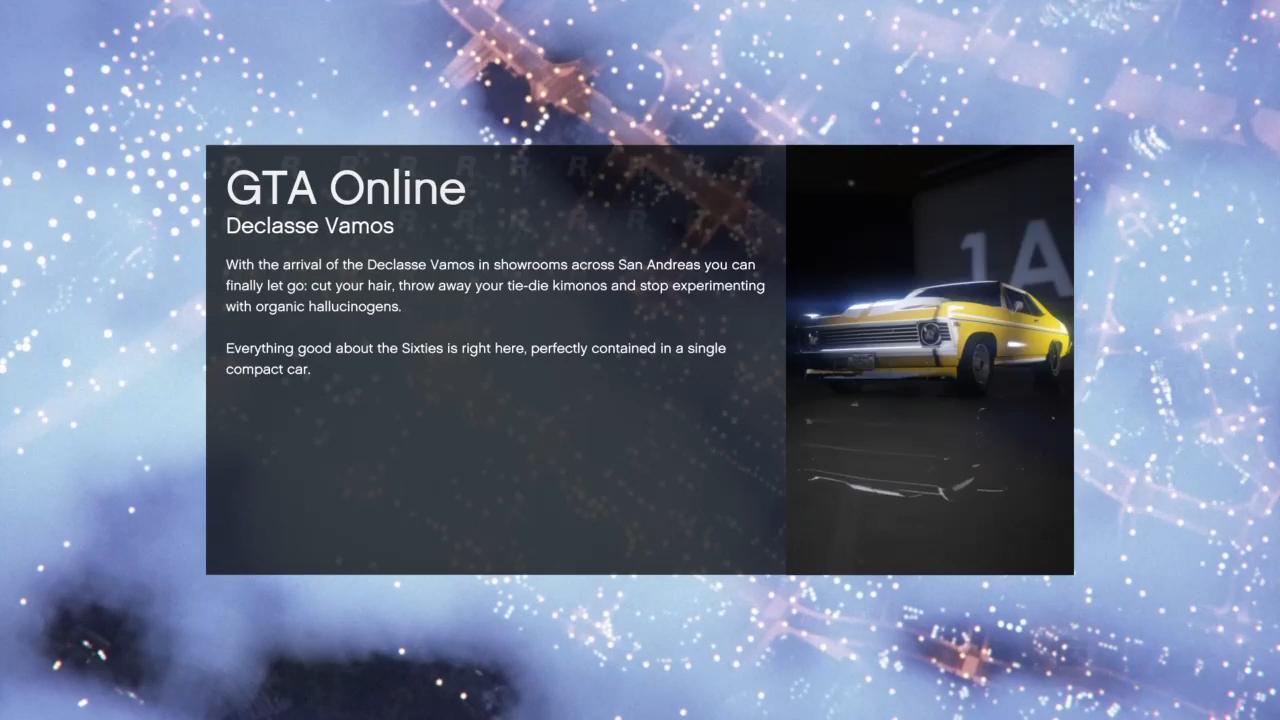 GTA Online
Declasse Vamos
With the arrival of the Declasse Vamos in showrooms across San Andreas you can
finally let go: cut your hair, throw away your tie-die kimonos and stop experimenting
with organic hallucinogens.
Everything good about the Sixties is right here, perfectly contained in a single
compact car.
1A